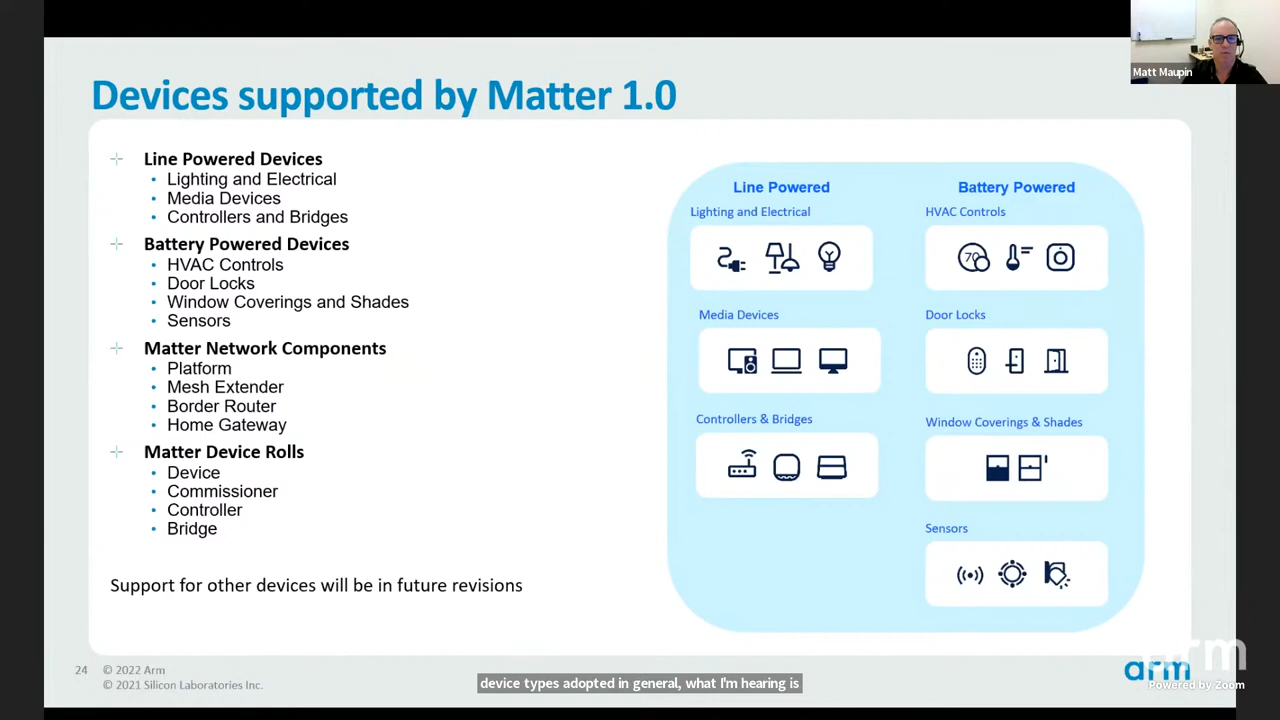 Matt Maupin
Devices supported by Matter 1.0
Line Powered Devices
• Lighting and Electrical
• Media Devices
• Controllers and Bridges
Battery Powered Devices
• HVAC Controls
• Door Locks
• Window Coverings and Shades
• Sensors
Matter Network Components
• Platform
• Mesh Extender
• Border Router
• Home Gateway
Matter Device Rolls
• Device
• Commissioner
• Controller
• Bridge
Support for other devices will be in future revisions
Line Powered
Lighting and Electrical
Media Devices
Controllers & Bridges
Battery Powered
HVAC Controls
70
Door Locks
Window Coverings & Shades
Sensors
24
© 2022 Arm
© 2021 Silicon Laboratories Inc.
device types adopted in general, what I'm hearing is
arm
arm
Powered by Zoom